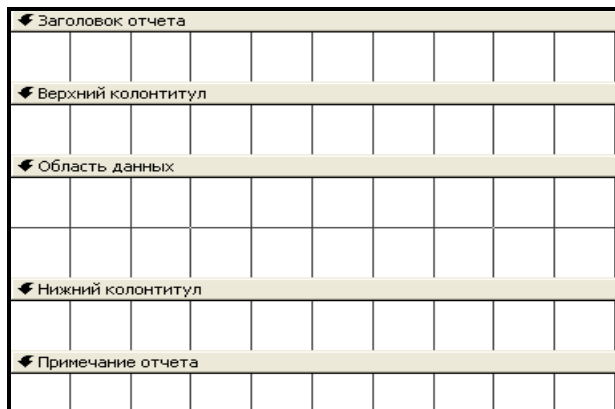 Заголовок отчета
Верхний колонтитул
Область данных
Нижний колонтитул
Примечание отчета